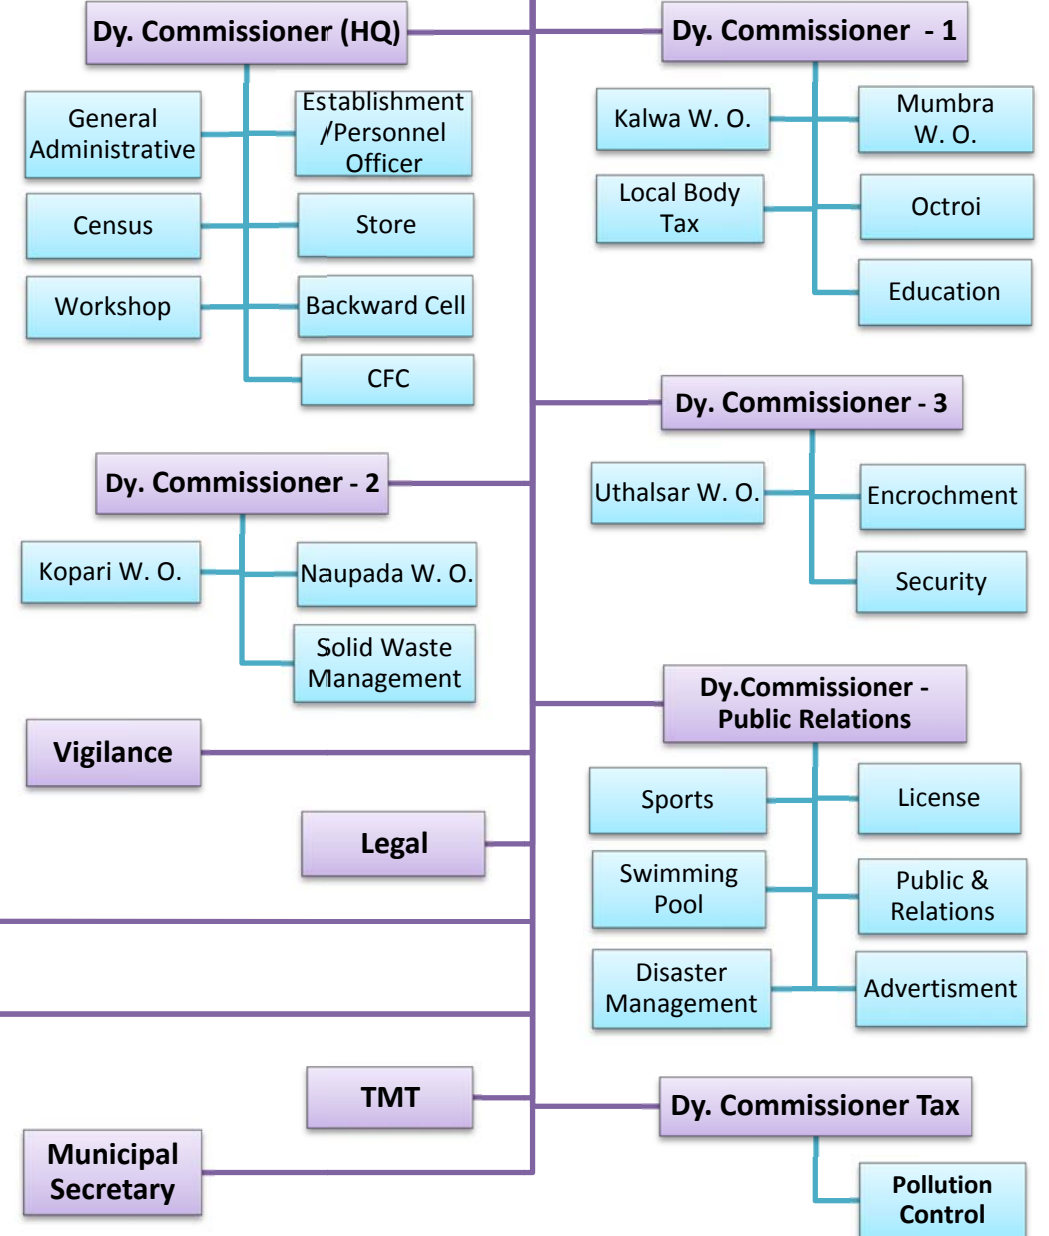 Dy. Commissioner (HQ)
General
Administrative
Establishment
/Personnel
Officer
Census
Store
Workshop
Backward Cell
CFC
Dy. Commissioner - 1
Kalwa W. O.
Mumbra
W. O.
Local Body
Tax
Octroi
Education
Dy. Commissioner - 2
Kopari W. O.
Naupada W. O.
Solid Waste
Management
Dy. Commissioner - 3
Uthalsar W. O.
Encrochment
Security
Vigilance
Legal
Dy.Commissioner -
Public Relations
Sports
License
Swimming
Pool
Public &
Relations
Disaster
Management
Advertisment
TMT
Municipal
Secretary
Dy. Commissioner Tax
Pollution
Control